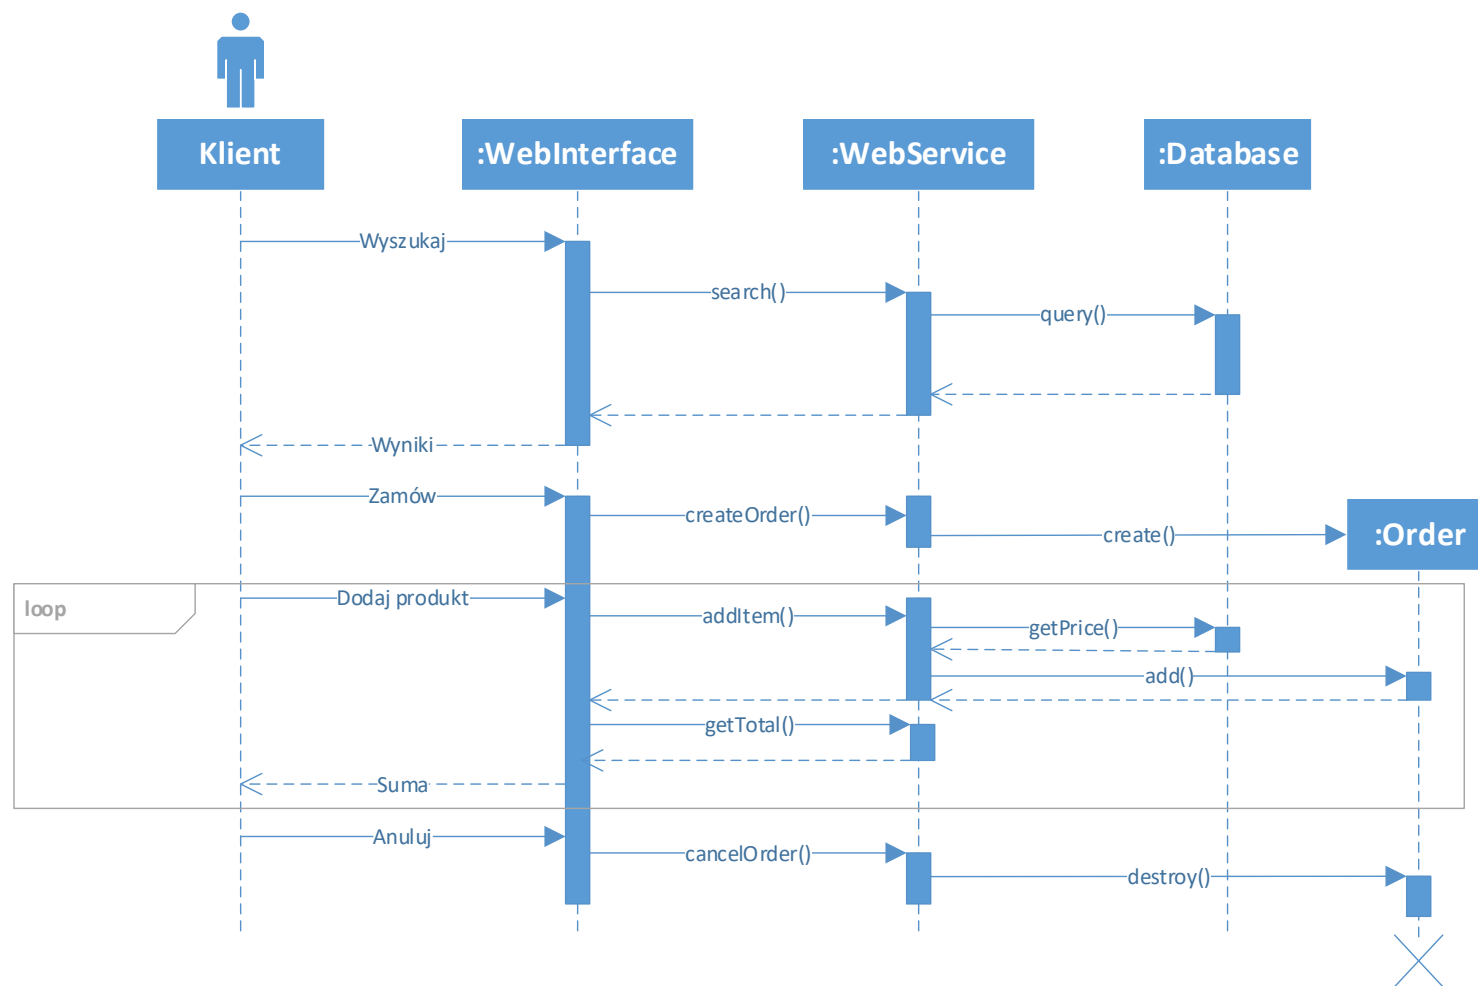 Klient
:WebInterface
:WebService
:Database
Wyszukaj
search()
query()
Wyniki
Zamów
createOrder()
create()
:Order
loop
Dodaj produkt
addItem()
getPrice()
add()
getTotal()
Suma
Anuluj
cancelOrder()
destroy()